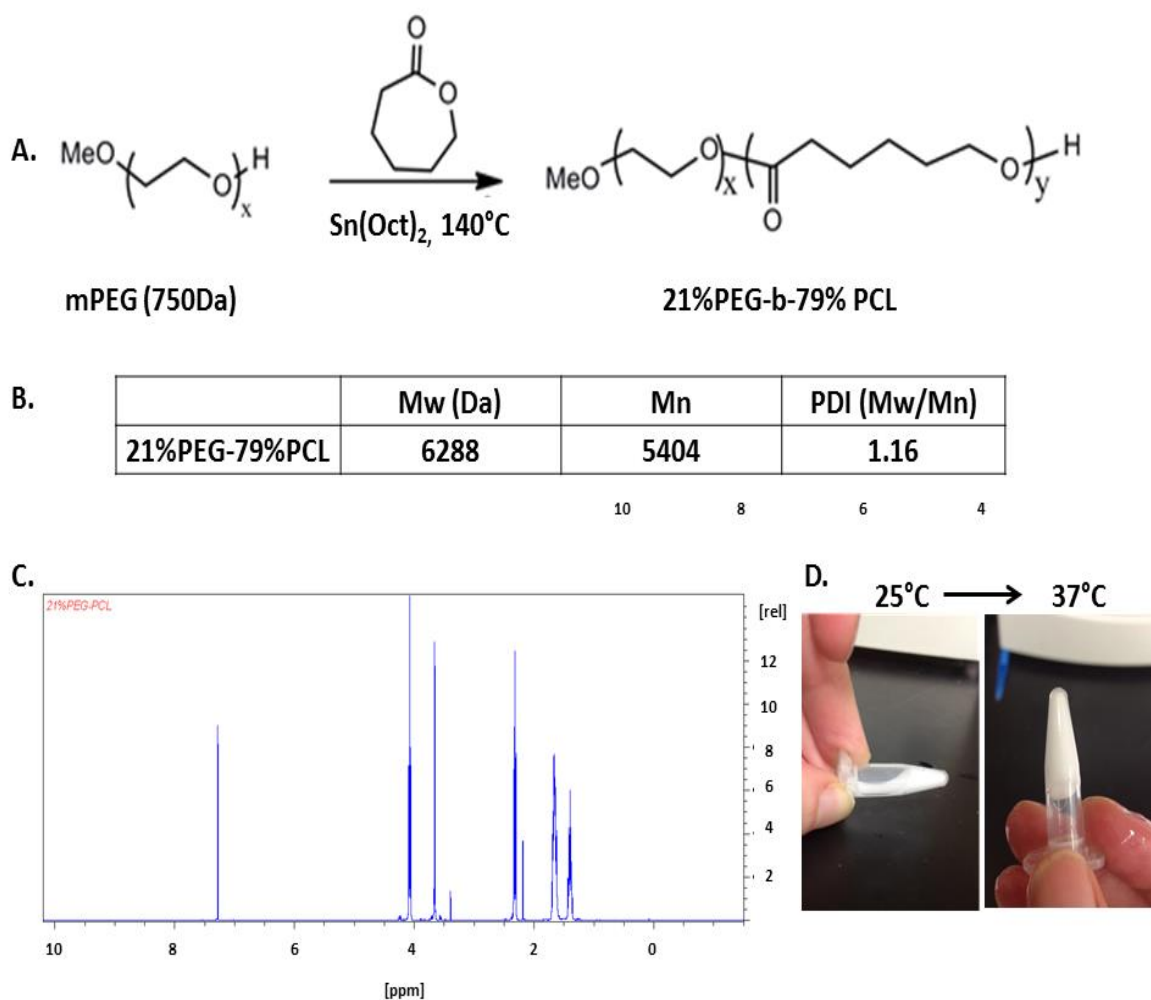 A.
MeO
O
H
x
O
O
Sn(Oct)2, 140°C
MeO
O
x
O
O
H
y
mPEG (750Da)
21%PEG-b-79% PCL
B.
Mw (Da) Mn PDI (Mw/Mn)
21%PEG-79%PCL 6288 5404 1.16
10 8 6 4
C.
21%PEG-PCL
[rel]
12
10
8
6
4
2
10 8 6 4 2 0
[ppm]
D.
25°C 37°C